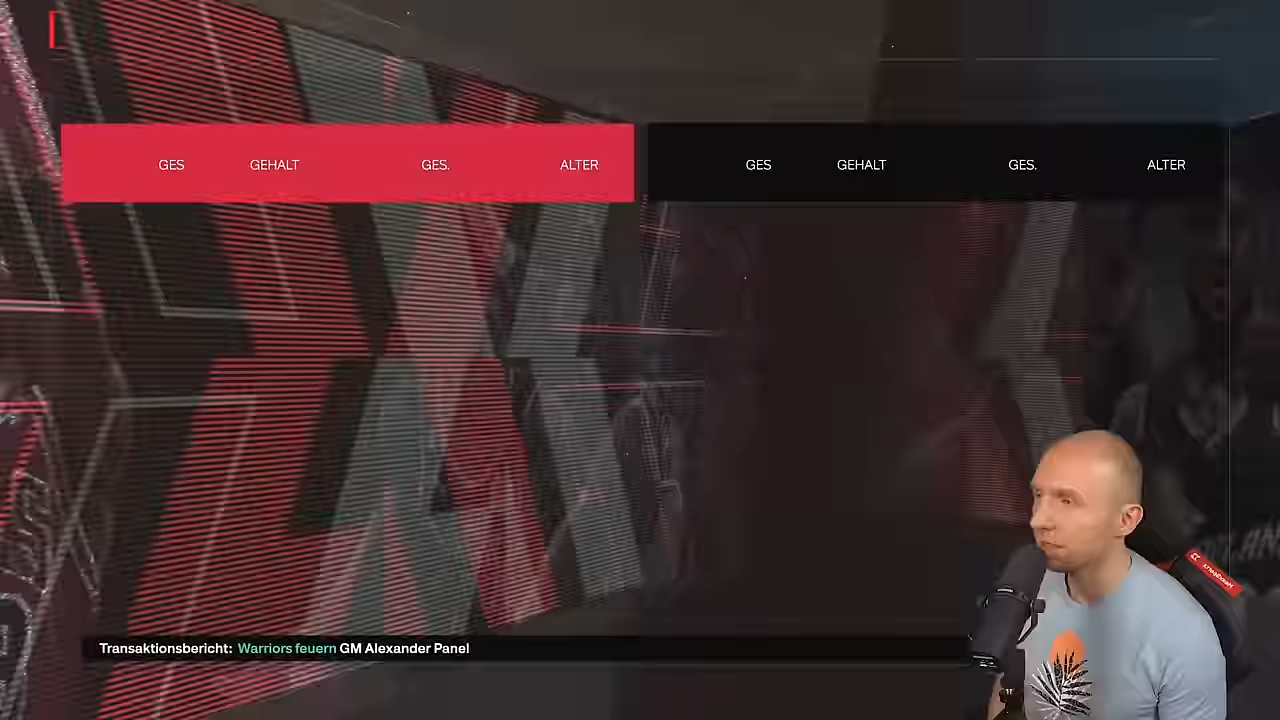 GES GEHALT GES. ALTER GES GEHALT GES. ALTER
Transaktionsbericht: Warriors feuern GM Alexander Panel